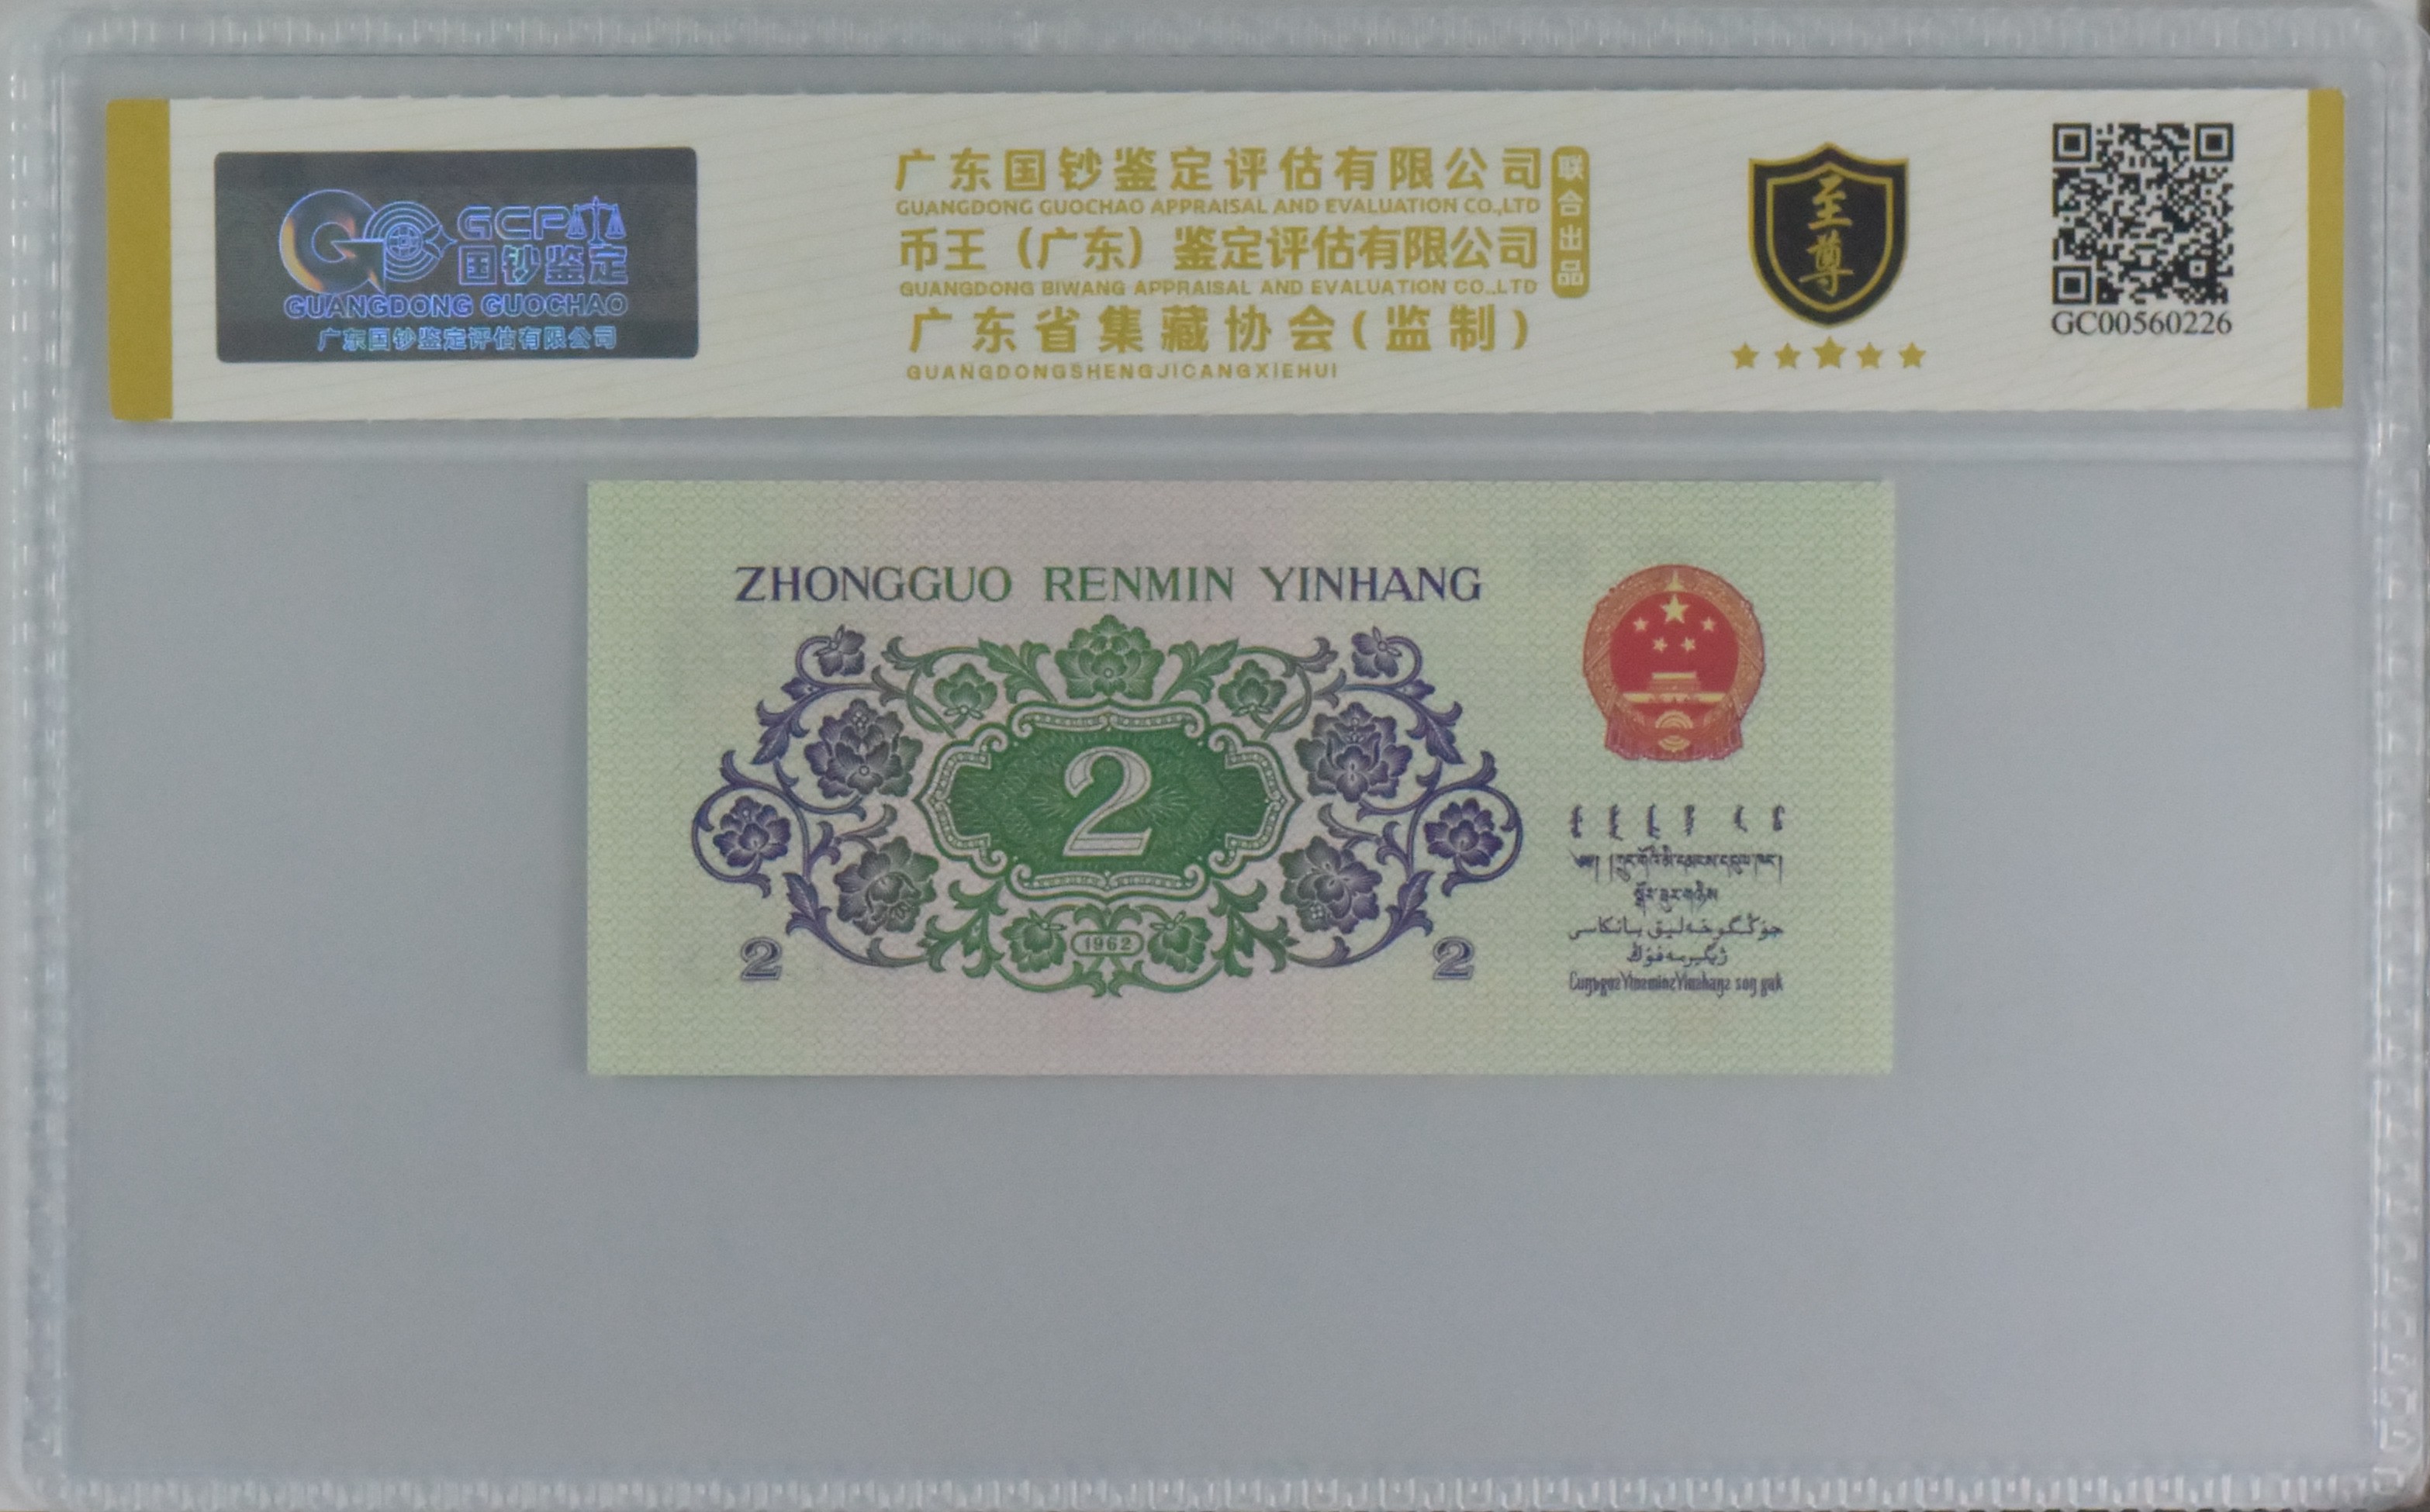 GCP
国钞鉴定
GUANGDONG GUOCHAO
广东国钞鉴定评估有限公司
广东国钞鉴定评估有限公司
GUANGDONG GUOCHAO APPRAISAL AND EVALUATION CO.,LTD
币王（广东）鉴定评估有限公司
GUANGDONG BIWANG APPRAISAL AND EVALUATION CO.,LTD
广东省集藏协会(监制)
GUANGDONGSHENGJICANGXIEHUI
联合出品
至尊
GC00560226
ZHONGGUO RENMIN YINHANG
2
1962
2
2
جۇڭگو خەلىق بانكاسى